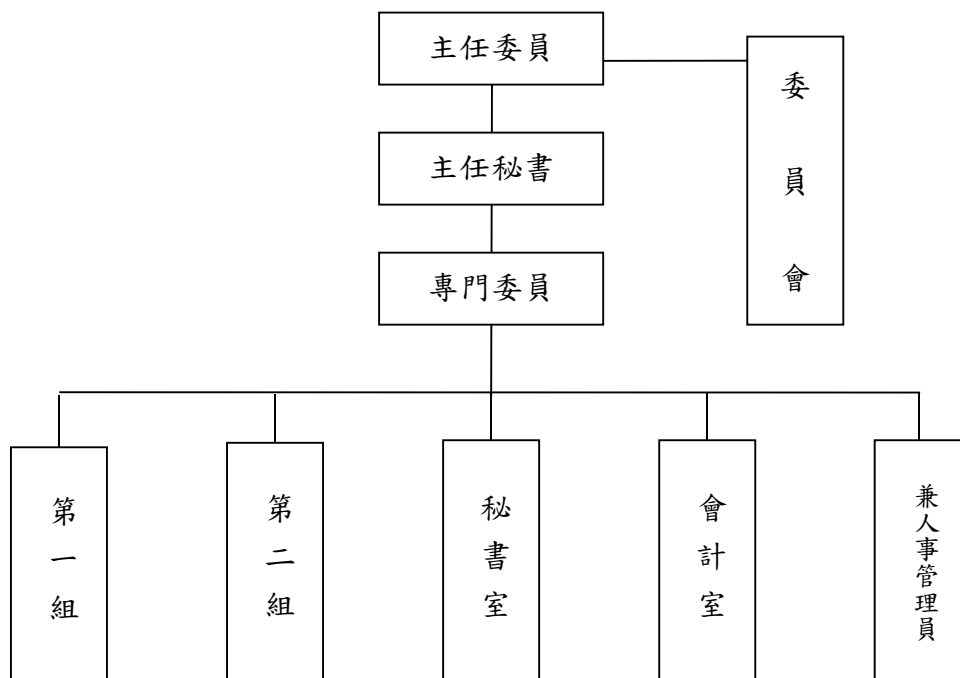 主任委員
委員會
主任秘書
專門委員
第一組
第二組
秘書室
會計室
兼人事管理員